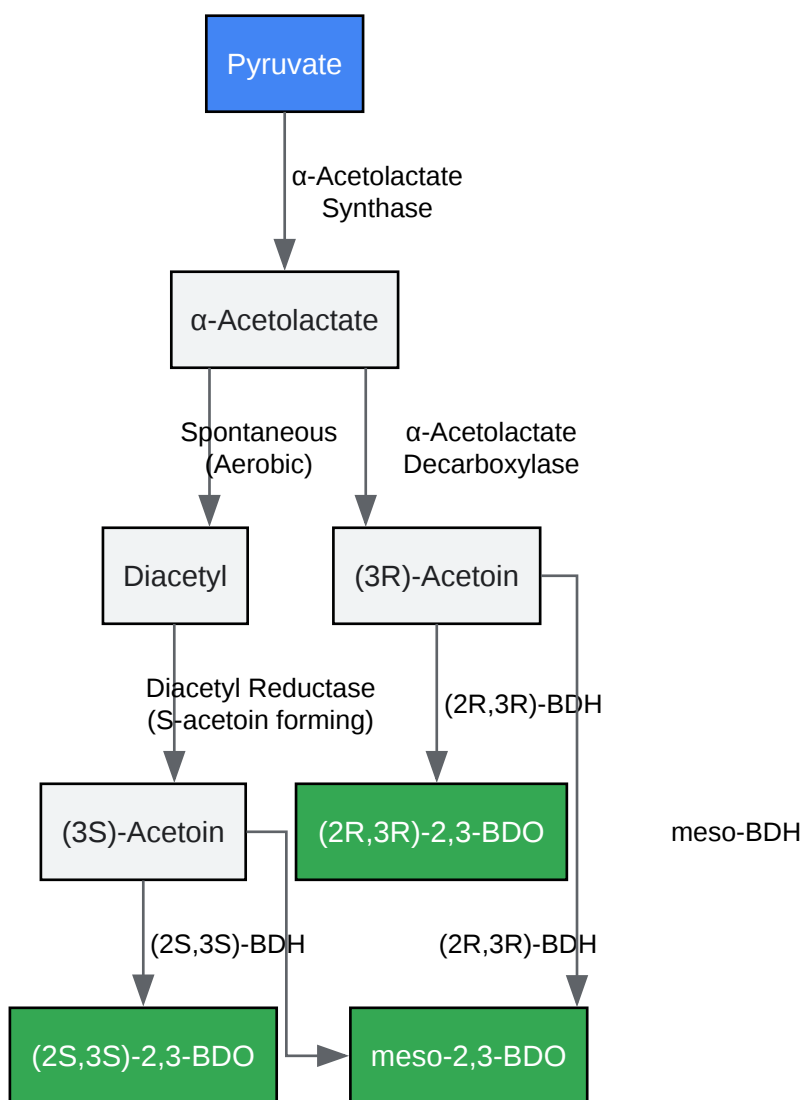 Pyruvate
α-Acetolactate
Synthase
α-Acetolactate
Spontaneous
(Aerobic)
α-Acetolactate
Decarboxylase
Diacetyl
(3R)-Acetoin
Diacetyl Reductase
(S-acetoin forming)
(2R,3R)-BDH
(3S)-Acetoin
(2R,3R)-2,3-BDO
meso-BDH
(2S,3S)-BDH
(2R,3R)-BDH
(2S,3S)-2,3-BDO
meso-2,3-BDO